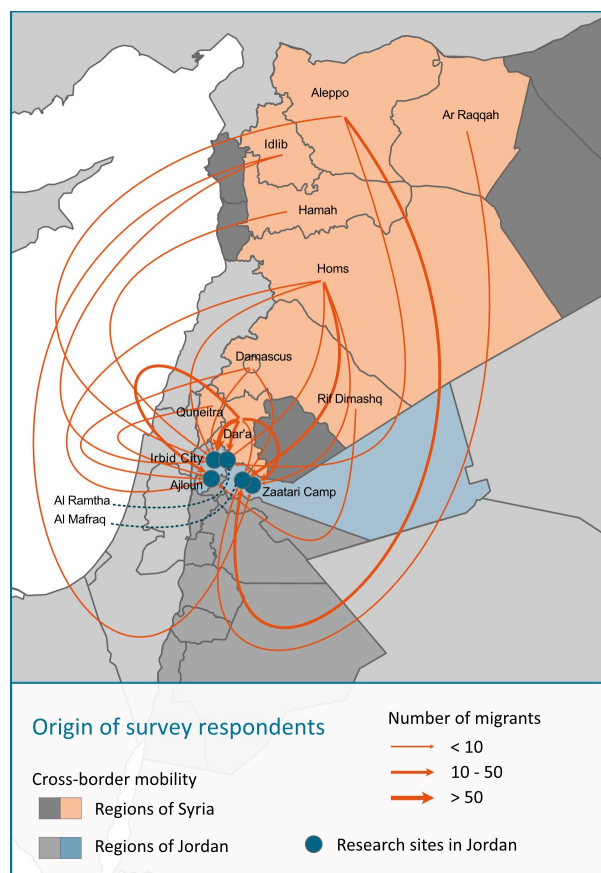 Aleppo
Ar Raqqah
Idlib
Hamah
Homs
Damascus
Rif Dimashq
Quneitra
Dar'a
Irbid City
Ajloun
Zaatari Camp
Al Ramtha
Al Mafraq
Origin of survey respondents
Cross-border mobility
Regions of Syria
Regions of Jordan
Number of migrants
< 10
10 - 50
> 50
Research sites in Jordan